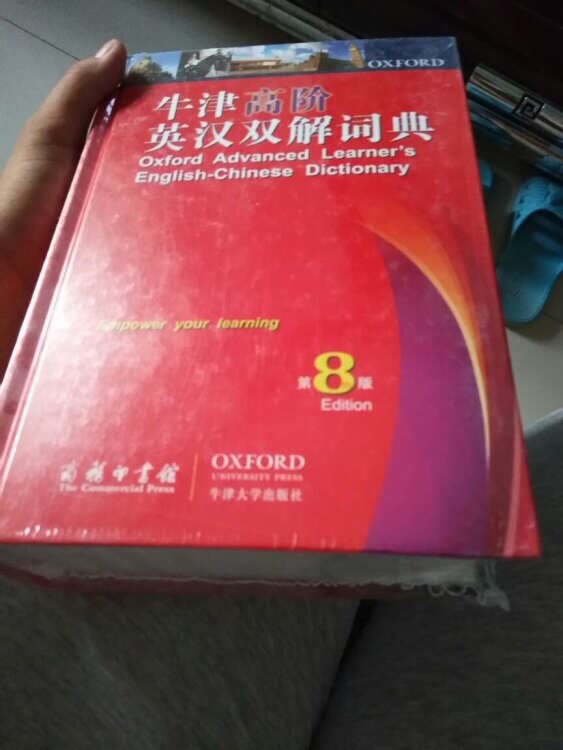 OXFORD
牛津高阶
英汉双解词典
Oxford Advanced Learner's
English-Chinese Dictionary
Empower your learning
第8版
Edition
商务印书馆
The Commercial Press
OXFORD
UNIVERSITY PRESS
牛津大学出版社